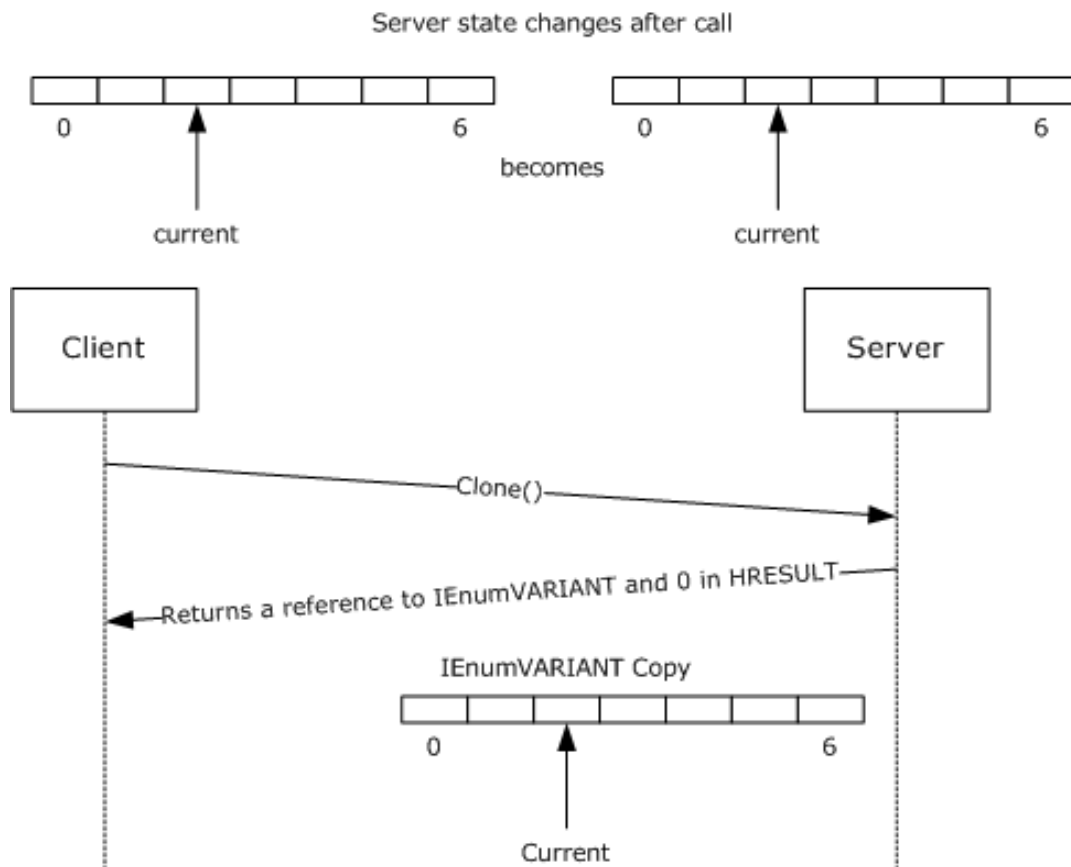 Server state changes after call
0 6 0 6
becomes
current current
Client Server
Clone()
Returns a reference to IEnumVARIANT and 0 in HRESULT
IEnumVARIANT Copy
0 6
Current